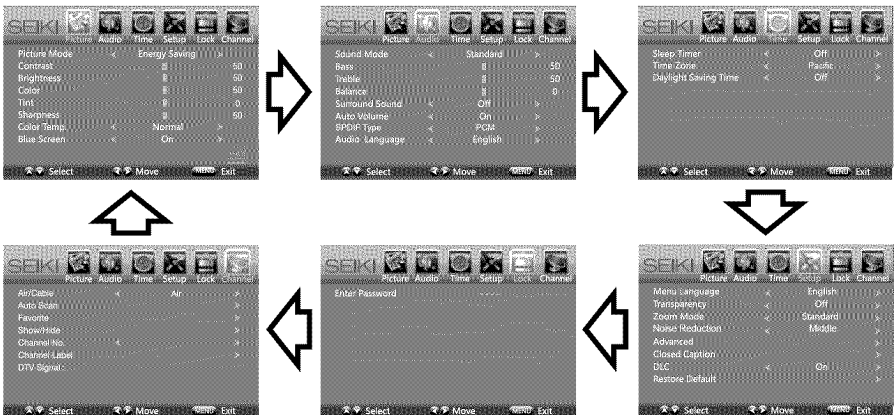 SEIKI
Picture Audio Time Setup Lock Channel
Picture Mode Energy Saving
Contrast 50
Brightness 50
Color 50
Tint 0
Sharpness 50
Color Temp. Normal
Blue Screen On
Select Move MENU Exit
SEIKI
Picture Audio Time Setup Lock Channel
Sound Mode Standard
Bass 50
Treble 50
Balance 0
Surround Sound Off
Auto Volume On
SPDIF Type PCM
Audio Language English
Select Move MENU Exit
SEIKI
Picture Audio Time Setup Lock Channel
Sleep Timer Off
Time Zone Pacific
Daylight Saving Time Off
Select Move MENU Exit
SEIKI
Picture Audio Time Setup Lock Channel
Air/Cable Air
Auto Scan
Favorite
Show/Hide
Channel No.
Channel Label
DTV Signal:
Select Move MENU Exit
SEIKI
Picture Audio Time Setup Lock Channel
Enter Password
Select Move MENU Exit
SEIKI
Picture Audio Time Setup Lock Channel
Menu Language English
Transparency Off
Zoom Mode Standard
Noise Reduction Middle
Advanced
Closed Caption
DLC On
Restore Default
Select Move MENU Exit